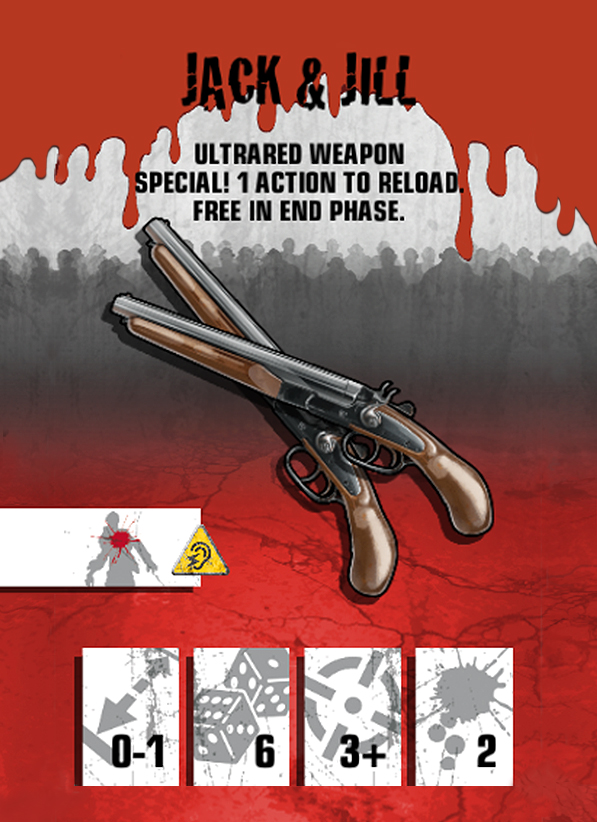 JACK & JILL
ULTRARED WEAPON
SPECIAL! 1 ACTION TO RELOAD.
FREE IN END PHASE.
0-1 6 3+ 2